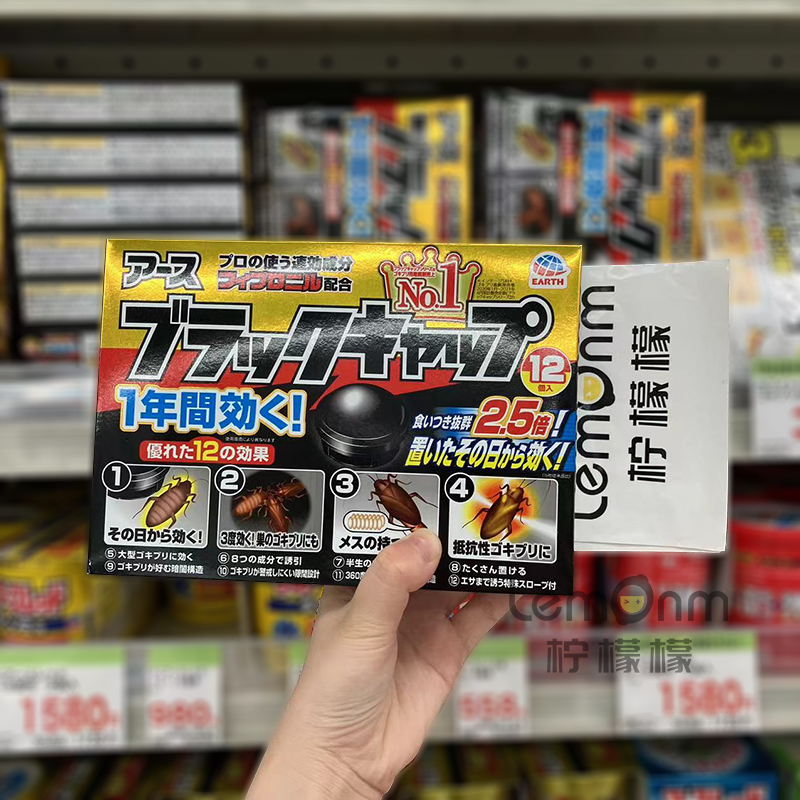 アース
プロの使う速効成分
フィプロニル配合
No.1
EARTH
ブラックキャップ
12
個入
1年間効く!
食いつき抜群 2.5倍!
置いたその日から効く!
優れた12の効果
1
その日から効く!
2
3度効く!巣のゴキブリにも
3
メスの持つ
4
抵抗性ゴキブリに
⑤ 大型ゴキブリに効く
⑥ 8つの成分で誘引
⑦ 半生の
⑧ たくさん置ける
⑨ ゴキブリが好む暗闇構造
⑩ ゴキブリが警戒しにくい隙間設計
⑪ 360
⑫ エサまで誘う特殊スロープ付
Lemonm
柠檬檬
Lemonm
柠檬檬
1580
980
958
1580